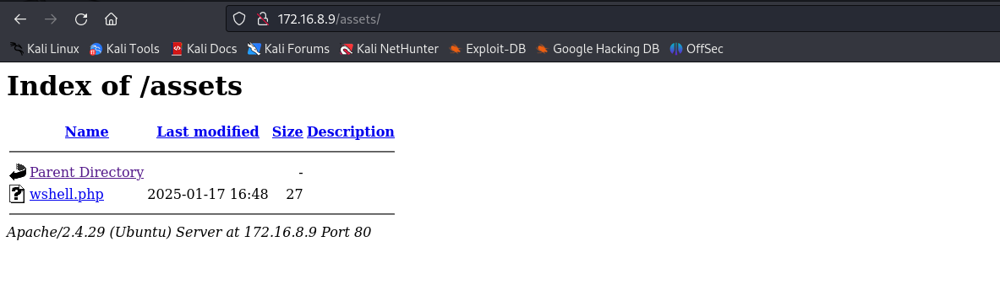 172.16.8.9/assets/
Kali Linux Kali Tools Kali Docs Kali Forums Kali NetHunter Exploit-DB Google Hacking DB OffSec
Index of /assets
Name Last modified Size Description
Parent Directory -
wshell.php 2025-01-17 16:48 27
Apache/2.4.29 (Ubuntu) Server at 172.16.8.9 Port 80